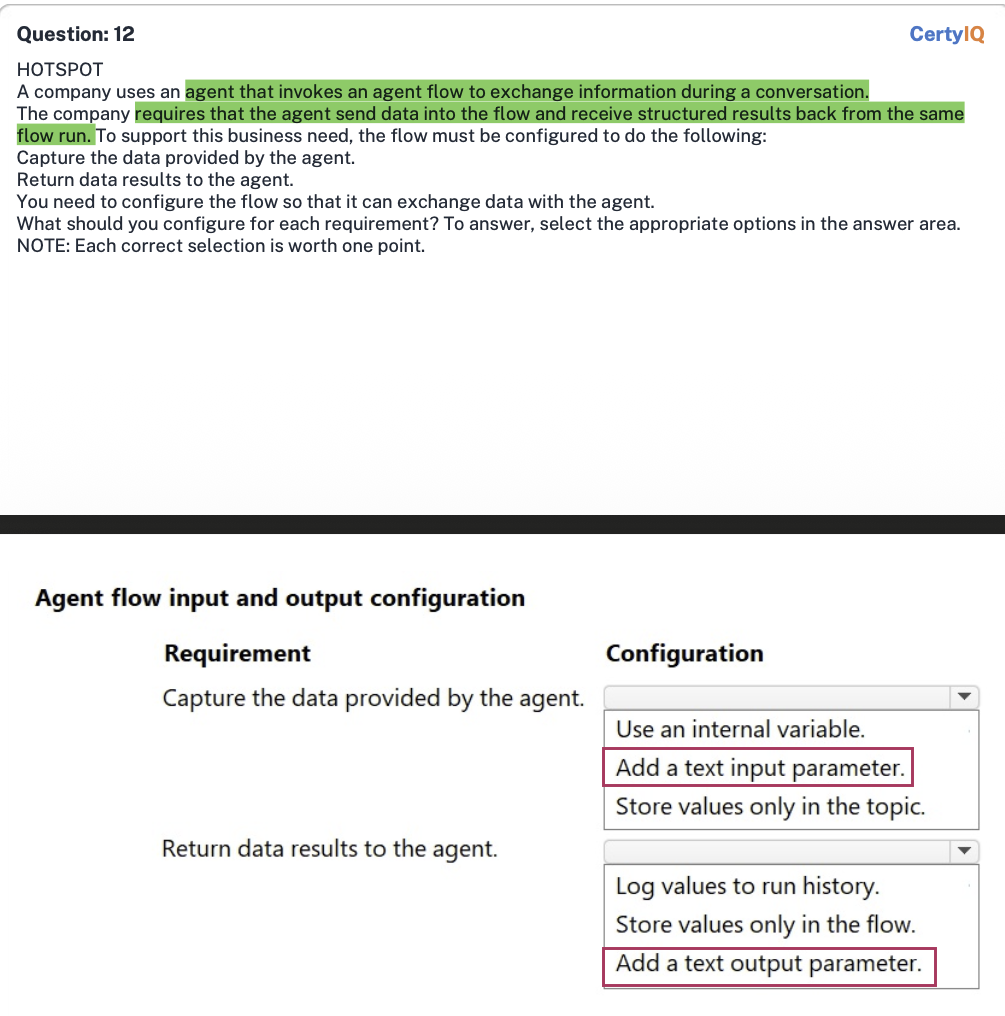 Question: 12
CertyIQ
HOTSPOT
A company uses an agent that invokes an agent flow to exchange information during a conversation.
The company requires that the agent send data into the flow and receive structured results back from the same
flow run. To support this business need, the flow must be configured to do the following:
Capture the data provided by the agent.
Return data results to the agent.
You need to configure the flow so that it can exchange data with the agent.
What should you configure for each requirement? To answer, select the appropriate options in the answer area.
NOTE: Each correct selection is worth one point.
Agent flow input and output configuration
Requirement
Configuration
Capture the data provided by the agent.
Use an internal variable.
Add a text input parameter.
Store values only in the topic.
Return data results to the agent.
Log values to run history.
Store values only in the flow.
Add a text output parameter.